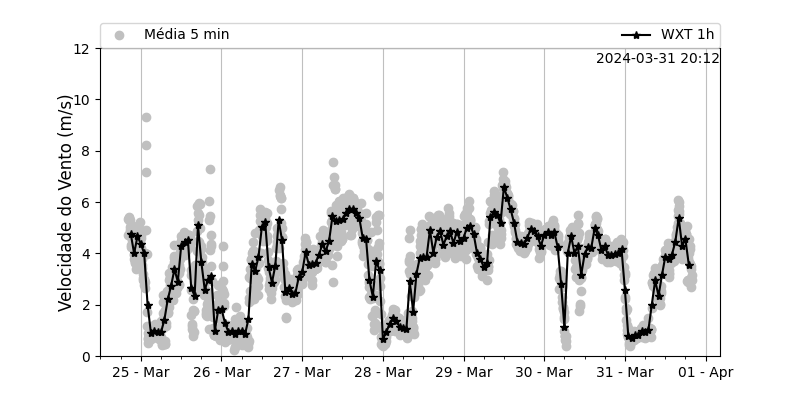 Média 5 min
WXT 1h
2024-03-31 20:12
Velocidade do Vento (m/s)
12
10
8
6
4
2
0
25 - Mar
26 - Mar
27 - Mar
28 - Mar
29 - Mar
30 - Mar
31 - Mar
01 - Apr